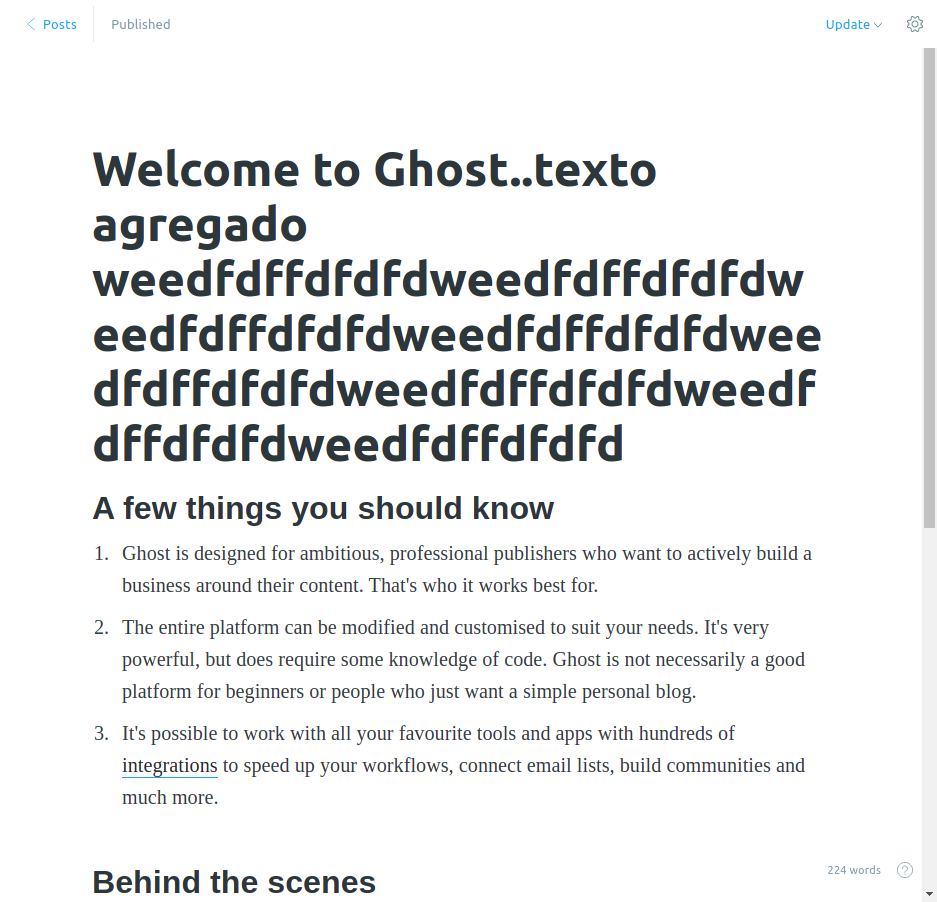 Posts
Published
Update
Welcome to Ghost..texto
agregado
weedfdffdfdfdweedfdffdfdfdw
eedfdffdfdfdweedfdffdfdfdwee
dfdffdfdfdweedfdffdfdfdweedf
dffdfdfdweedfdffdfdfd
A few things you should know
1. Ghost is designed for ambitious, professional publishers who want to actively build a
business around their content. That's who it works best for.
2. The entire platform can be modified and customised to suit your needs. It's very
powerful, but does require some knowledge of code. Ghost is not necessarily a good
platform for beginners or people who just want a simple personal blog.
3. It's possible to work with all your favourite tools and apps with hundreds of
integrations to speed up your workflows, connect email lists, build communities and
much more.
224 words
?
Behind the scenes